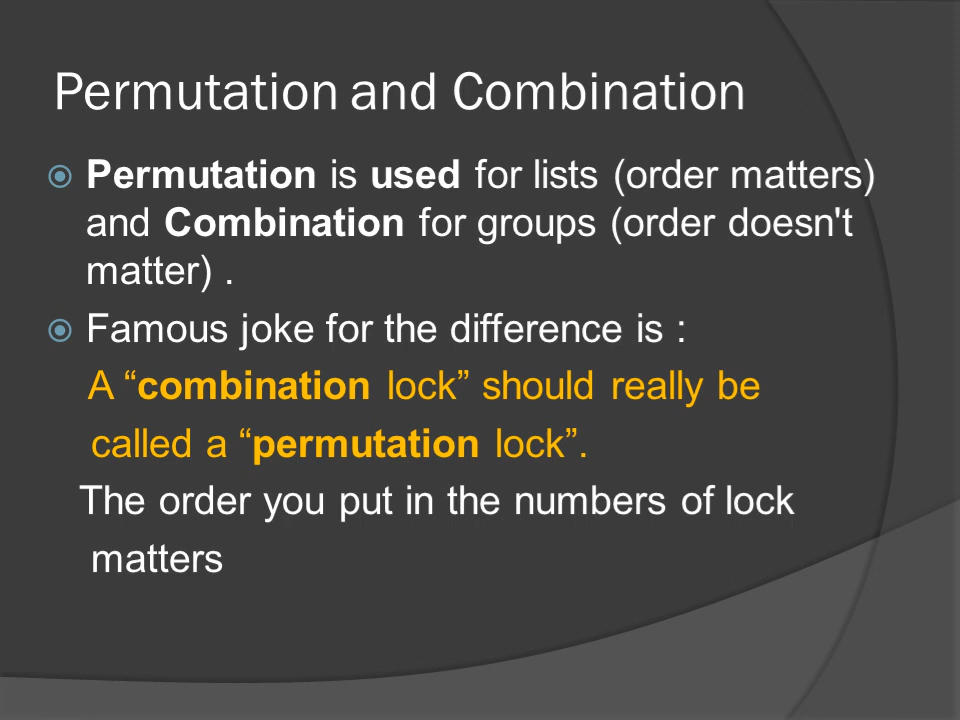 Permutation and Combination
Permutation is used for lists (order matters)
and Combination for groups (order doesn't
matter) .
Famous joke for the difference is :
A “combination lock” should really be
called a “permutation lock”.
The order you put in the numbers of lock
matters